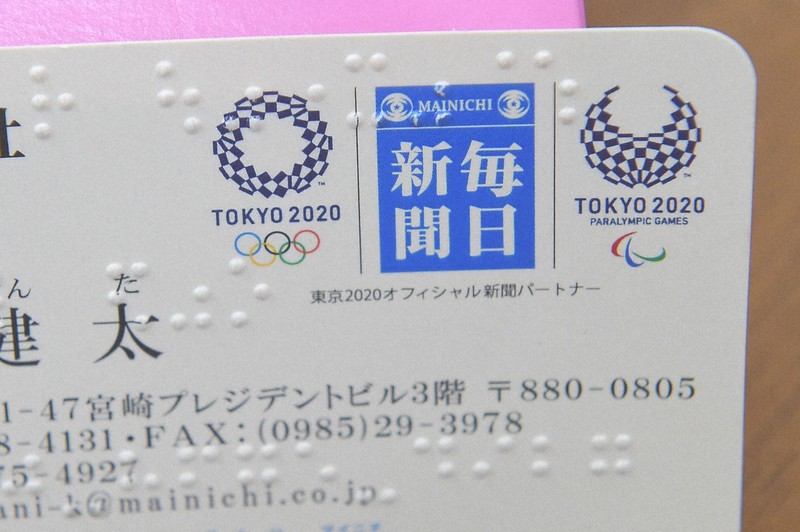 社
TOKYO 2020
MAINICHI
毎日
新聞
TOKYO 2020
PARALYMPIC GAMES
東京2020オフィシャル新聞パートナー
ん た
健 太
1-47宮崎プレジデントビル3階 〒880-0805
8-4131・FAX:(0985)29-3978
75-4927
ani-k@mainichi.co.jp